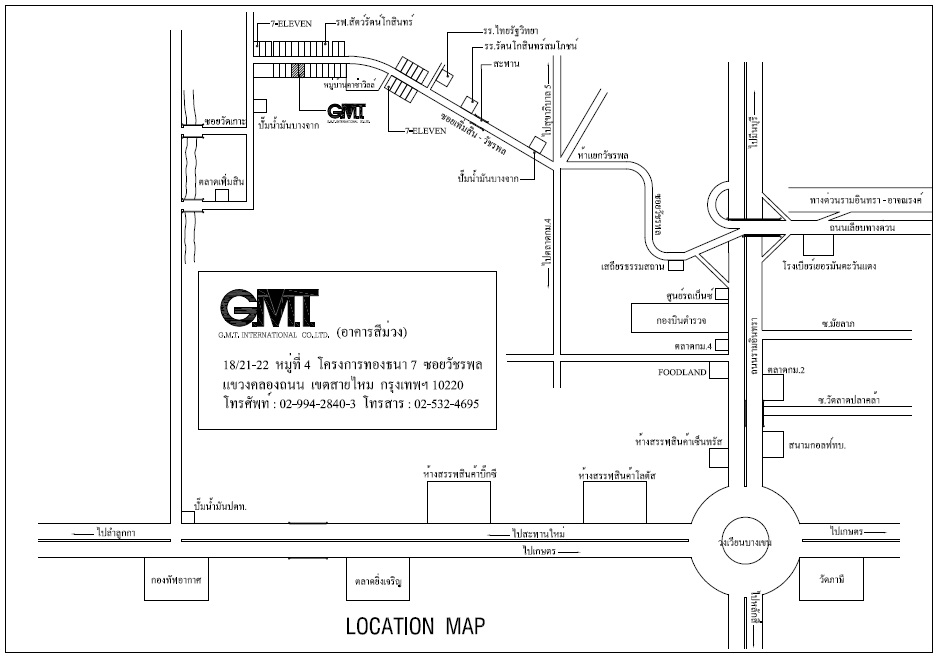 7-ELEVEN
รพ.สัตว์รัตน์โกสินทร์
รร.ไทยรัฐวิทยา
รร.รัตนโกสินทร์สมโภชน์
สะพาน
หมู่บ้านคาซ่าวิลล์
GMT
ซอยวัดเกาะ
ปั๊มน้ำมันบางจาก
7-ELEVEN
ซอยเพิ่มสิน - วัชรพล
ไปสุขาภิบาล 5
ไปมีนบุรี
ห้าแยกวัชรพล
ปั๊มน้ำมันบางจาก
ตลาดเพิ่มสิน
ซอยวัชรพล
ทางด่วนรามอินทรา - อาจณรงค์
ถนนเลียบทางด่วน
ไปตลาดกม.4
เสถียรธรรมสถาน
โรงเบียร์เยอรมันตะวันแดง
ศูนย์รถเบ็นซ์
กองบินตำรวจ
ถนนรามอินทรา
ซ.มัยลาภ
ตลาดกม.4
FOODLAND
ตลาดกม.2
ซ.วัดลาดปลาเค้า
GMT
G.M.T. INTERNATIONAL CO.,LTD. (อาคารสีม่วง)
18/21-22 หมู่ที่ 4 โครงการทองธนา 7 ซอยวัชรพล
แขวงคลองถนน เขตสายไหม กรุงเทพฯ 10220
โทรศัพท์ : 02-994-2840-3 โทรสาร : 02-532-4695
ห้างสรรพสินค้าเซ็นทรัล
สนามกอล์ฟทบ.
ห้างสรรพสินค้าบิ๊กซี
ห้างสรรพสินค้าโลตัส
ปั๊มน้ำมันปตท.
ไปลำลูกกา
ไปสะพานใหม่
ไปเกษตร
วงเวียนบางเขน
ไปเกษตร
กองทัพอากาศ
ตลาดยิ่งเจริญ
วัดภาษี
ไปหลักสี่
LOCATION MAP